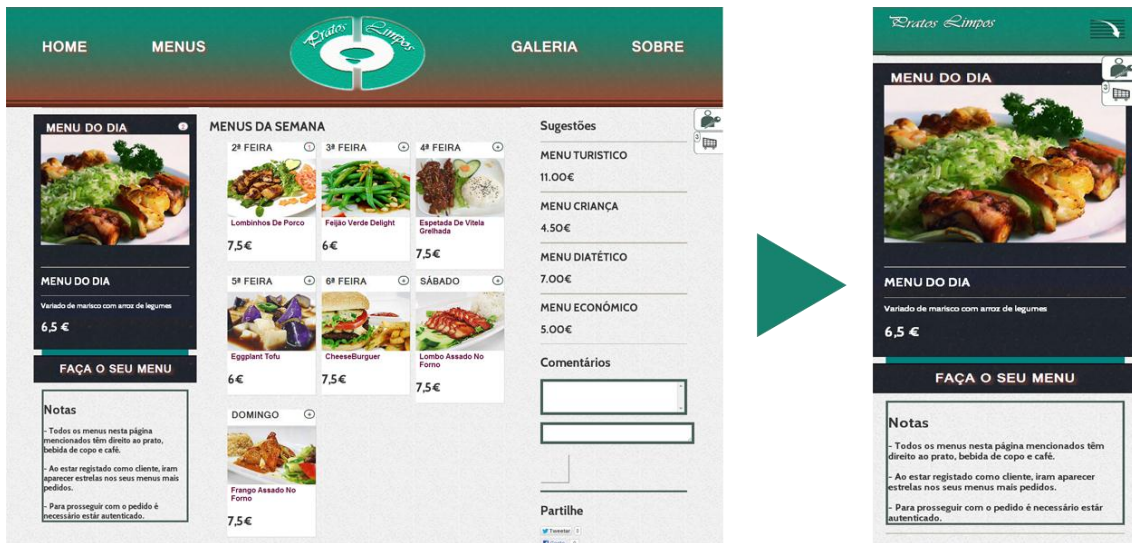 HOME
MENUS
Pratos Limpos
GALERIA
SOBRE
MENU DO DIA
MENU DO DIA
Variado de marisco com arroz de legumes
6,5 €
FAÇA O SEU MENU
Notas
- Todos os menus nesta página
mencionados têm direito ao prato,
bebida de copo e café.
- Ao estar registado como cliente, iram
aparecer estrelas nos seus menus mais
pedidos.
- Para prosseguir com o pedido é
necessário estár autenticado.
MENUS DA SEMANA
2ª FEIRA
3ª FEIRA
4ª FEIRA
Lombinhos De Porco
Feijão Verde Delight
Espetada De Vitela
Grelhada
7,5€
6€
7,5€
5ª FEIRA
6ª FEIRA
SÁBADO
Eggplant Tofu
CheeseBurguer
Lombo Assado No
Forno
6€
7,5€
7,5€
DOMINGO
Frango Assado No
Forno
7,5€
Sugestões
MENU TURISTICO
11.00€
MENU CRIANÇA
4.50€
MENU DIATÉTICO
7.00€
MENU ECONÓMICO
5.00€
Comentários
Partilhe
Tweetar
3
Pratos Limpos
MENU DO DIA
3
MENU DO DIA
Variado de marisco com arroz de legumes
6,5 €
FAÇA O SEU MENU
Notas
- Todos os menus nesta página mencionados têm
direito ao prato, bebida de copo e café.
- Ao estar registado como cliente, iram aparecer
estrelas nos seus menus mais pedidos.
- Para prosseguir com o pedido é necessário estár
autenticado.